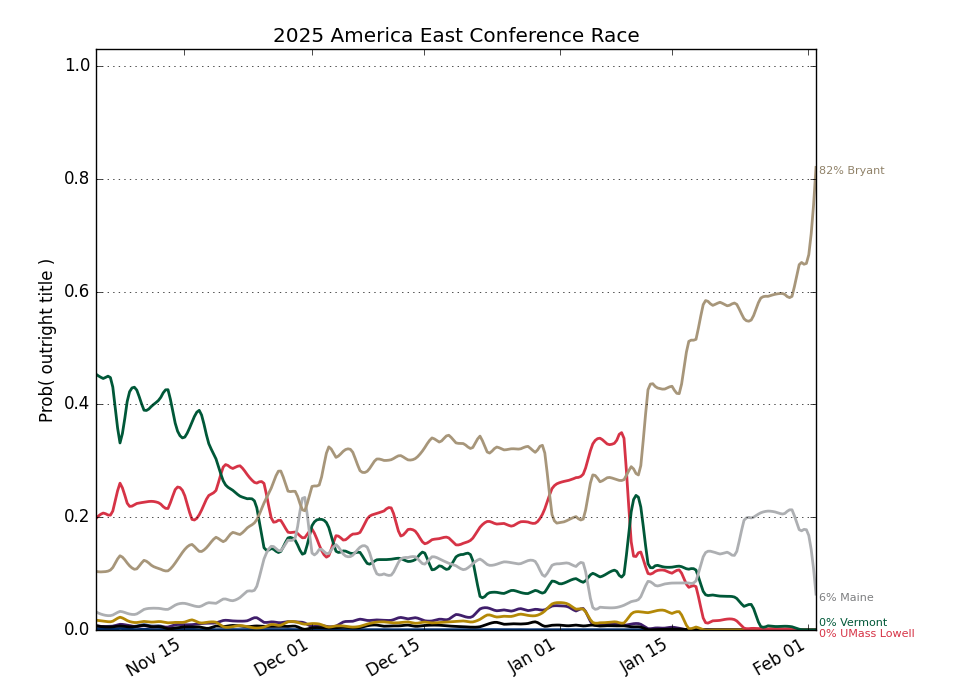 2025 America East Conference Race
Prob( outright title )
1.0
0.8
0.6
0.4
0.2
0.0
82% Bryant
6% Maine
0% Vermont
0% UMass Lowell
Nov 15
Dec 01
Dec 15
Jan 01
Jan 15
Feb 01